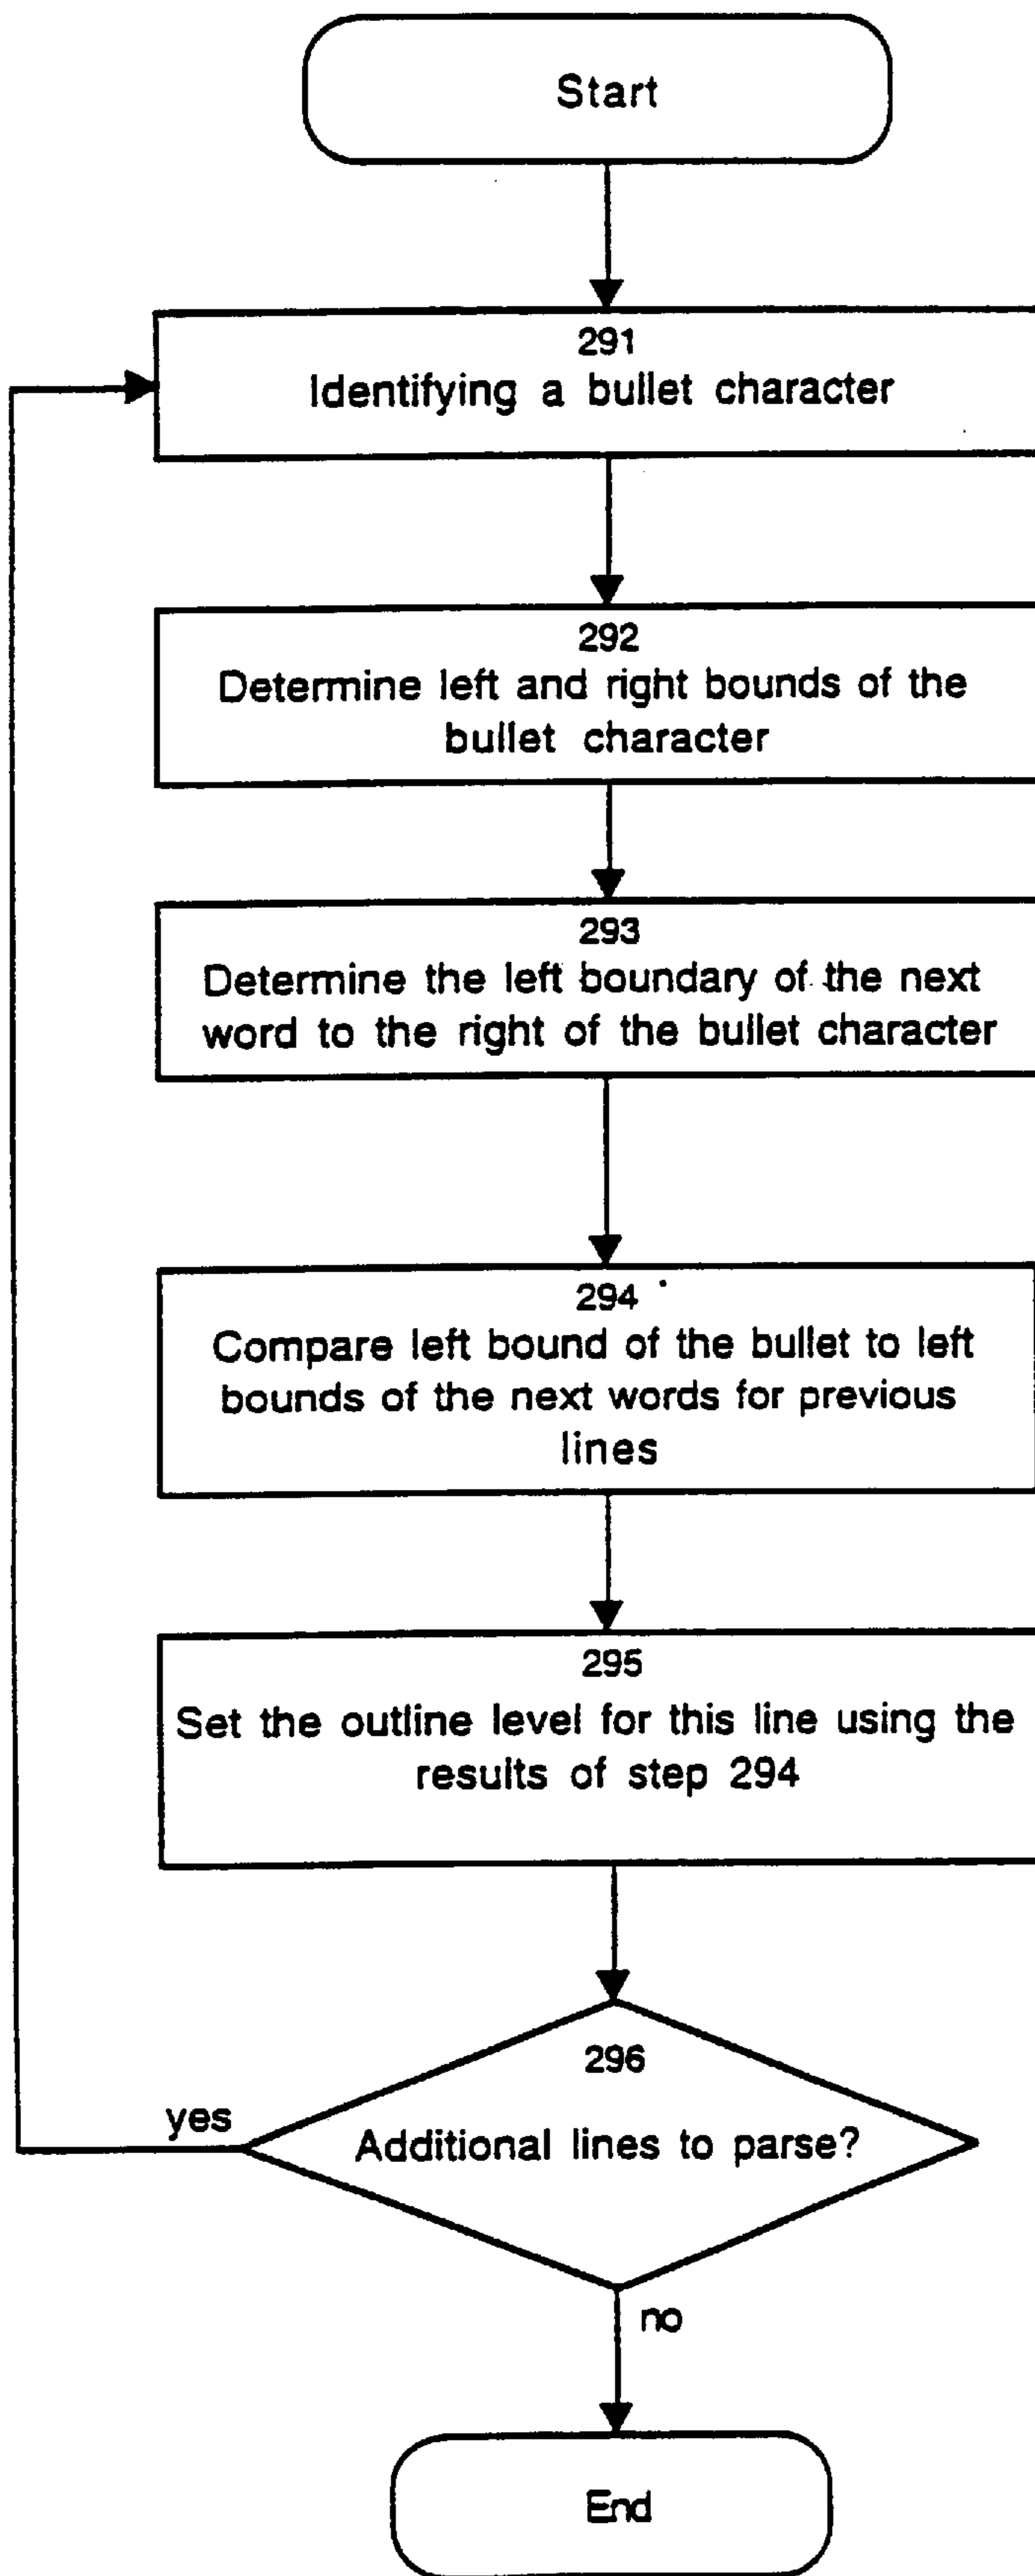 Start
291
Identifying a bullet character
292
Determine left and right bounds of the
bullet character
293
Determine the left boundary of the next
word to the right of the bullet character
294
Compare left bound of the bullet to left
bounds of the next words for previous
lines
295
Set the outline level for this line using the
results of step 294
296
Additional lines to parse?
yes
no
End